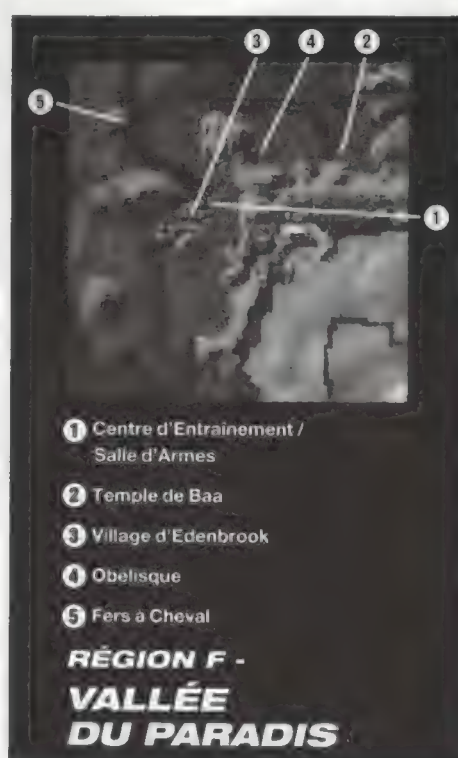 3 4 2
5
1
1 Centre d'Entrainement /
Salle d'Armes
2 Temple de Baa
3 Village d'Edenbrook
4 Obélisque
5 Fers à Cheval
RÉGION F -
VALLÉE
DU PARADIS